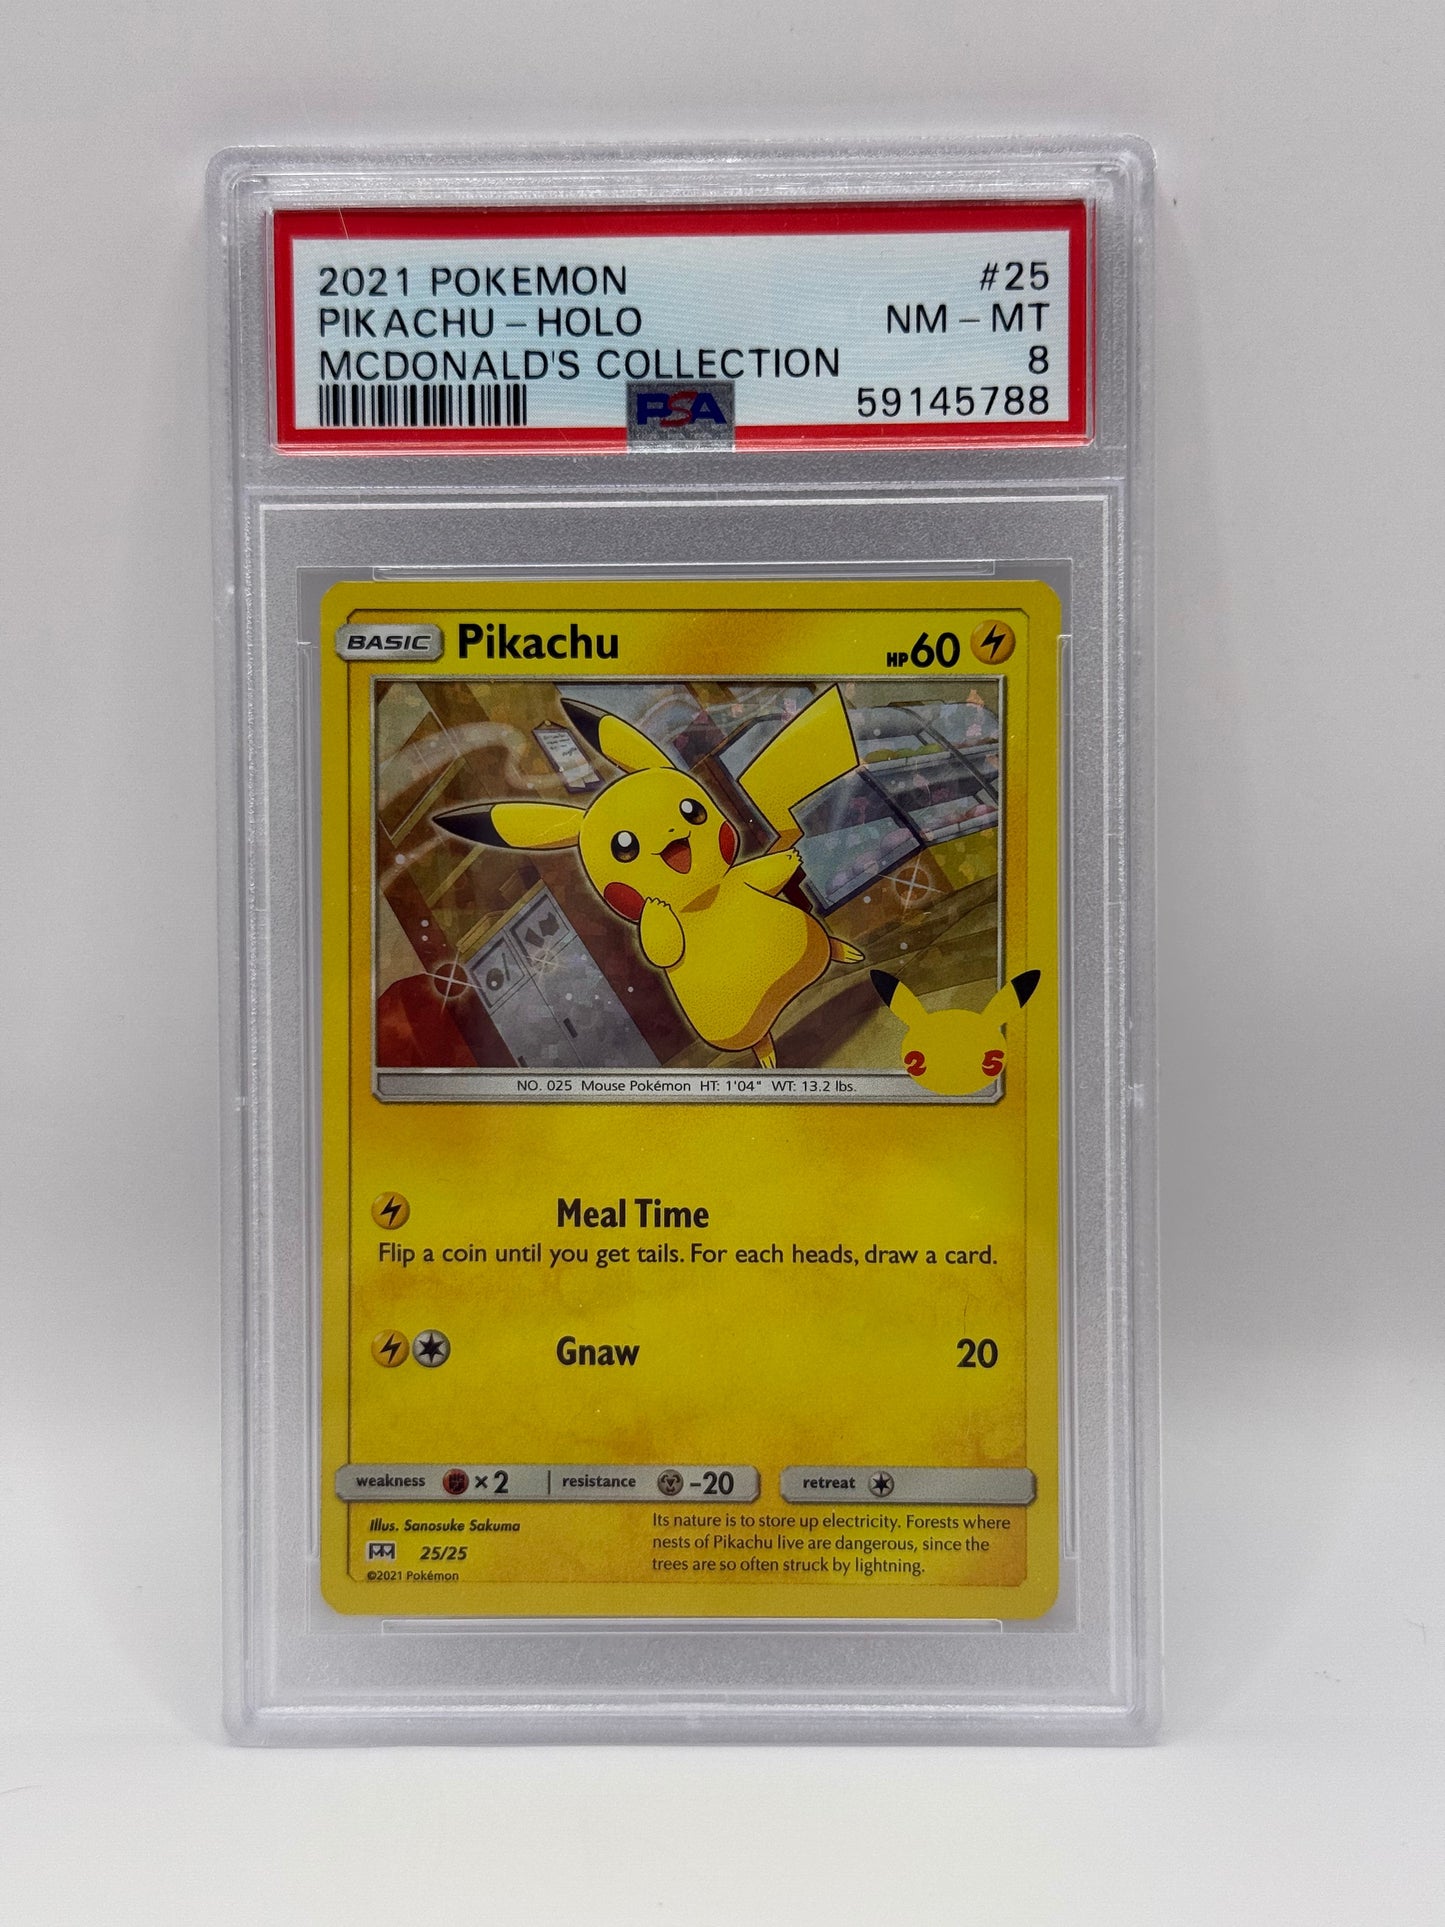 2021 POKEMON #25
PIKACHU - HOLO NM - MT
MCDONALD'S COLLECTION 8
PSA 59145788
BASIC Pikachu HP60
NO. 025 Mouse Pokémon HT: 1'04" WT: 13.2 lbs.
25
Meal Time
Flip a coin until you get tails. For each heads, draw a card.
Gnaw 20
weakness ×2 resistance -20 retreat
Illus. Sanosuke Sakuma
25/25
©2021 Pokémon
Its nature is to store up electricity. Forests where
nests of Pikachu live are dangerous, since the
trees are so often struck by lightning.